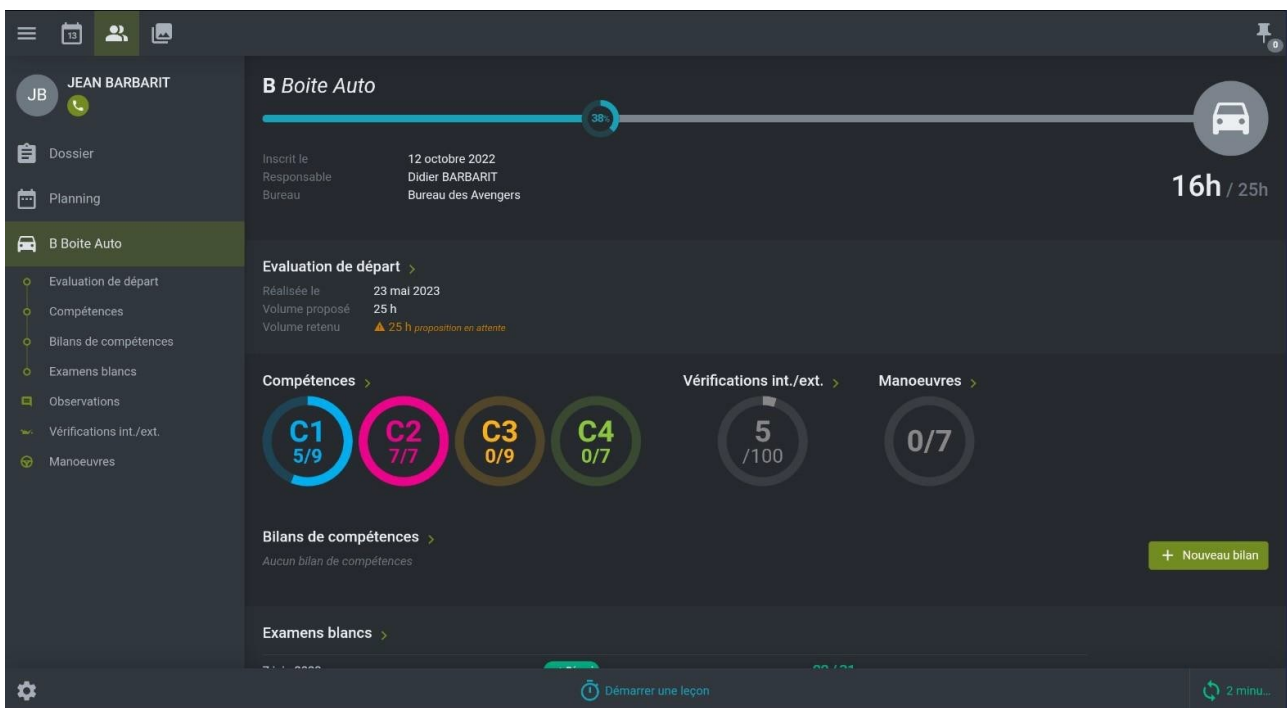 13
0
JB
JEAN BARBARIT
Dossier
Planning
B Boite Auto
Evaluation de départ
Compétences
Bilans de compétences
Examens blancs
Observations
Vérifications int./ext.
Manoeuvres
B Boite Auto
38%
Inscrit le 12 octobre 2022
Responsable Didier BARBARIT
Bureau Bureau des Avengers
16h / 25h
Evaluation de départ >
Réalisée le 23 mai 2023
Volume proposé 25 h
Volume retenu 25 h proposition en attente
Compétences > Vérifications int./ext. > Manoeuvres >
C1 C2 C3 C4 5 0/7
5/9 7/7 0/9 0/7 /100
Bilans de compétences >
Aucun bilan de compétences
+ Nouveau bilan
Examens blancs >
Démarrer une leçon
2 minu...